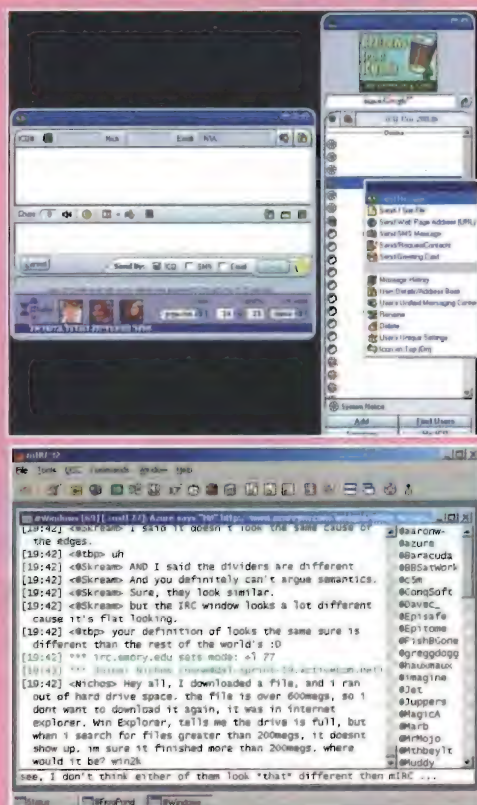 ICQ#
Nick
Email N/A
Chars: 0
Cancel
Send By: ICQ SMS Email
Send Message
Send / Get File
Send Web Page Address (URL)
Send SMS Message
Send/Request Contacts
Send Greeting Card
Message History
User Details/Address Book
User's Unified Messaging Center
Rename
Delete
User's Unique Settings
Icon on Top (On)
System Notice
Add
Find Users
File Tools DCC Commands Window Help
[19:42] <@Skream> I said it doesn't look the same cause of
the edges.
[19:42] <@tbp> uh
[19:42] <@Skream> AND I said the dividers are different
[19:42] <@Skream> And you definitely can't argue semantics.
[19:42] <@Skream> Sure, they look similar.
[19:42] <@Skream> but the IRC window looks a lot different
cause it's flat looking.
[19:42] <@tbp> your definition of looks the same sure is
different than the rest of the world's :D
[19:42] *** irc.emory.edu sets mode: +l 77
[19:42] <Nichos> Hey all, I downloaded a file, and i ran
out of hard drive space. the file is over 600megs, so i
dont want to download it again, it was in internet
explorer. Win Explorer, tells me the drive is full, but
when i search for files greater than 200megs, it doesnt
show up. im sure it finished more than 200megs. where
would it be? win2k
@aaronw-
@azure
@Baracuda
@BBSatWork
@cSm
@ConqSoft
@Davec_
@Episafe
@Epitome
@FishBGone
@greggdogg
@hauxmaux
@imagine
@Jet
@Juppers
@MagicA
@Marb
@MrMojo
@Mthbeylt
@Muddy
see, I don't think either of them look *that* different then mIRC ...
Status
@Windows